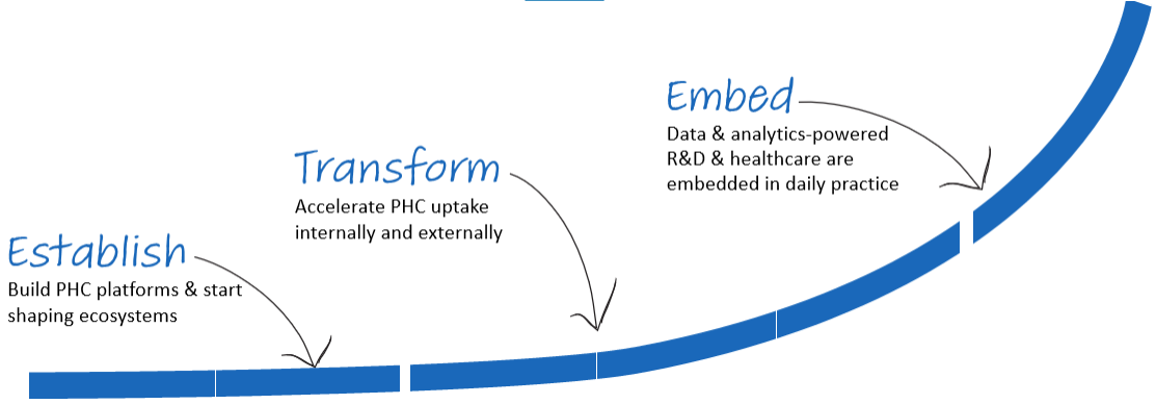 Establish
Build PHC platforms & start
shaping ecosystems
Transform
Accelerate PHC uptake
internally and externally
Embed
Data & analytics-powered
R&D & healthcare are
embedded in daily practice